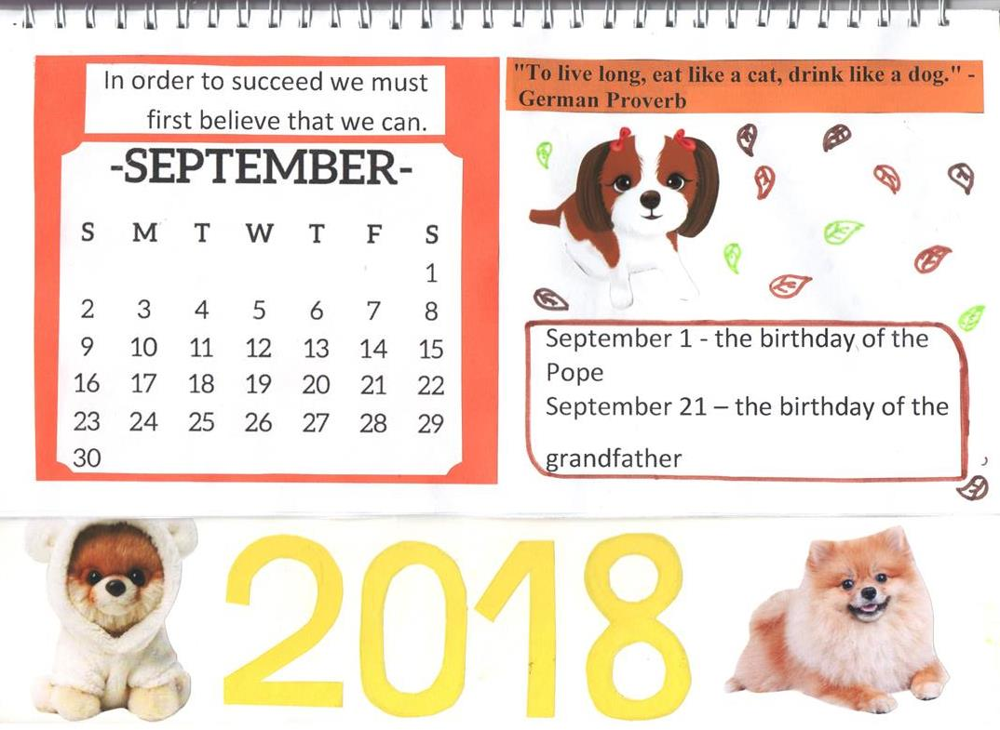 In order to succeed we must
first believe that we can.
-SEPTEMBER-
S M T W T F S
1
2 3 4 5 6 7 8
9 10 11 12 13 14 15
16 17 18 19 20 21 22
23 24 25 26 27 28 29
30
"To live long, eat like a cat, drink like a dog." -
German Proverb
September 1 - the birthday of the
Pope
September 21 – the birthday of the
grandfather
2018